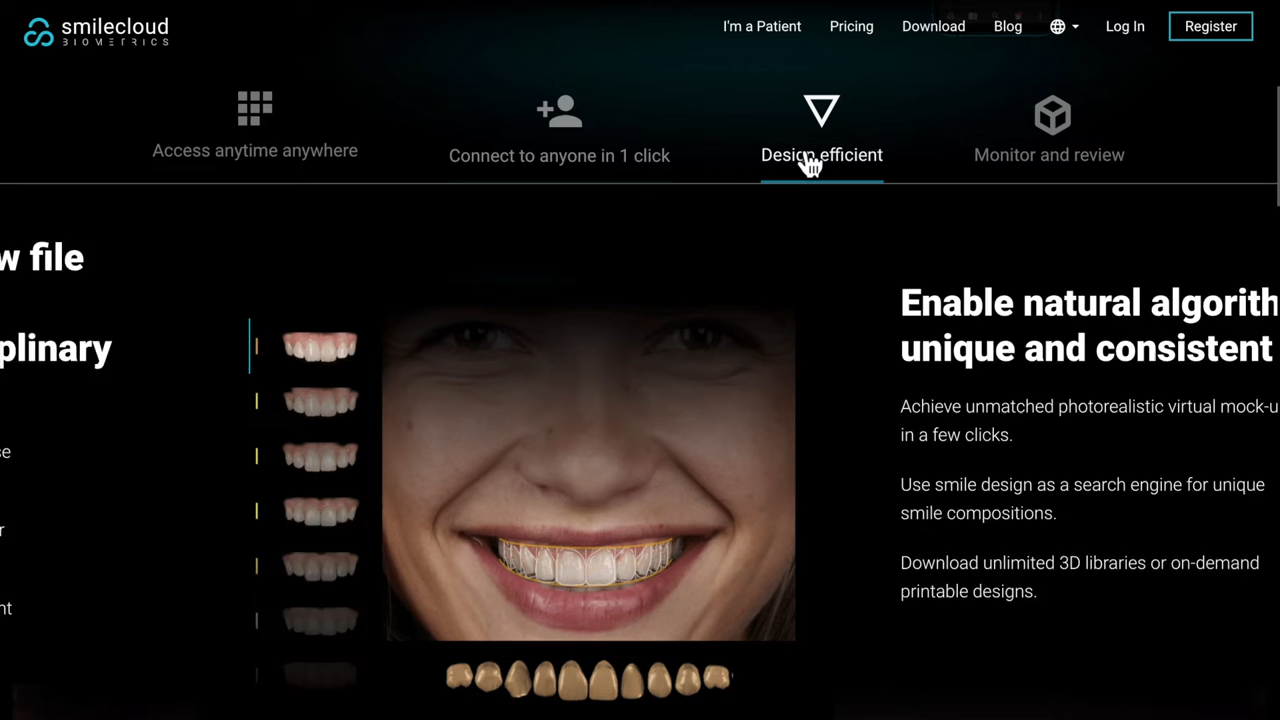 smilecloud
BIOMETRICS
I'm a Patient
Pricing
Download
Blog
Log In
Register
Access anytime anywhere
Connect to anyone in 1 click
Design efficient
Monitor and review
w file
plinary
se
r
nt
Enable natural algorith
unique and consistent
Achieve unmatched photorealistic virtual mock-u
in a few clicks.
Use smile design as a search engine for unique
smile compositions.
Download unlimited 3D libraries or on-demand
printable designs.